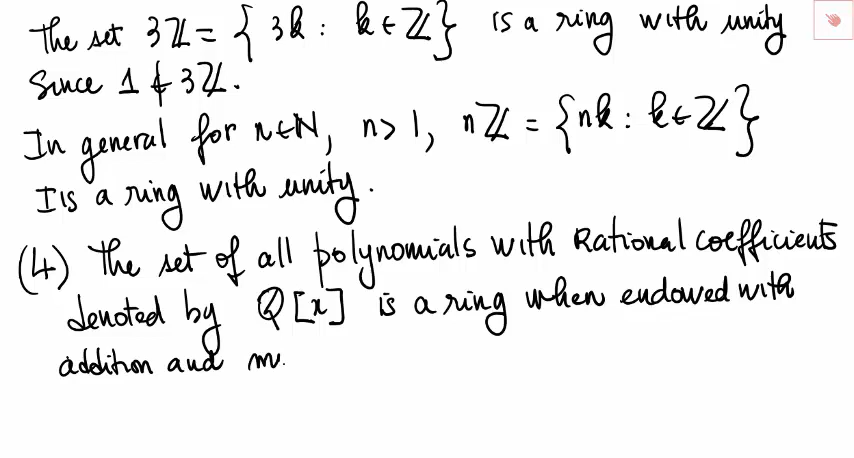 The set 3ℤ = { 3k : k ∈ ℤ } is a ring with unity
Since 1 ∉ 3ℤ.
In general for n ∈ ℕ, n > 1, nℤ = { nk : k ∈ ℤ }
Iis a ring with unity.
(4) The set of all polynomials with Rational coefficients
denoted by ℚ[x] is a ring when endowed with
addition and m